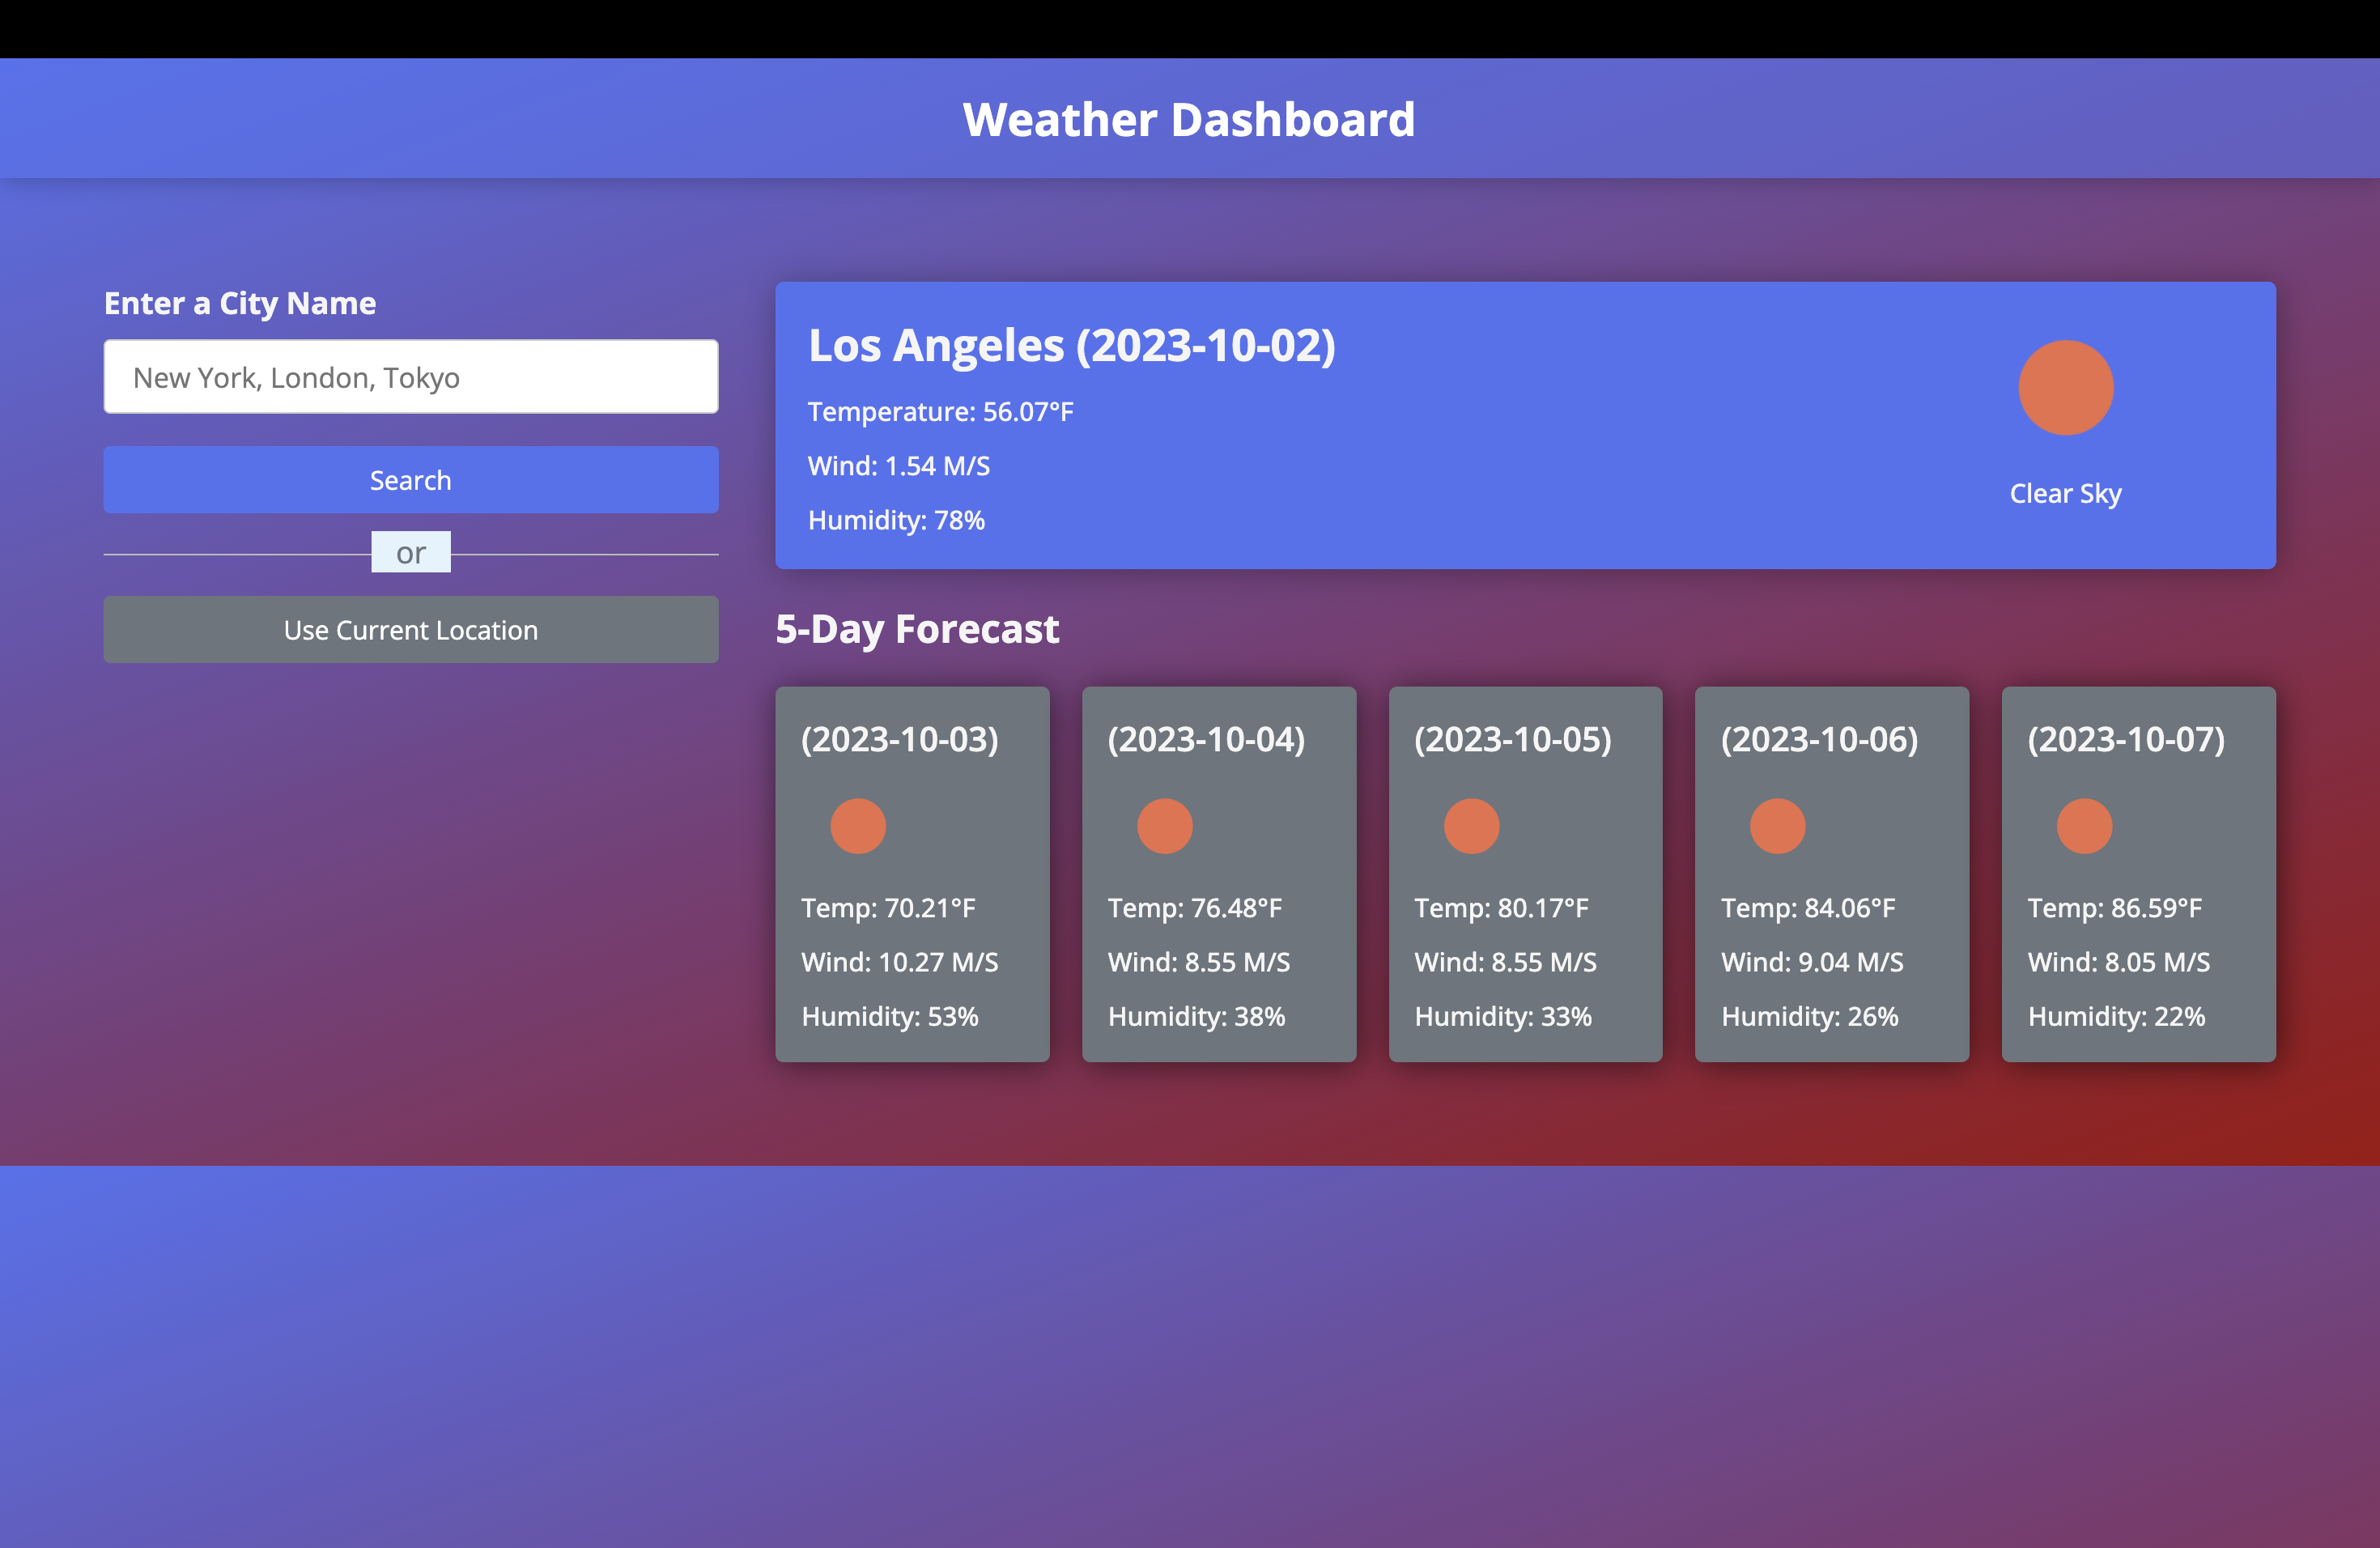 Weather Dashboard
Enter a City Name
New York, London, Tokyo
Search
or
Use Current Location
Los Angeles (2023-10-02)
Temperature: 56.07°F
Wind: 1.54 M/S
Humidity: 78%
Clear Sky
5-Day Forecast
(2023-10-03)
Temp: 70.21°F
Wind: 10.27 M/S
Humidity: 53%
(2023-10-04)
Temp: 76.48°F
Wind: 8.55 M/S
Humidity: 38%
(2023-10-05)
Temp: 80.17°F
Wind: 8.55 M/S
Humidity: 33%
(2023-10-06)
Temp: 84.06°F
Wind: 9.04 M/S
Humidity: 26%
(2023-10-07)
Temp: 86.59°F
Wind: 8.05 M/S
Humidity: 22%